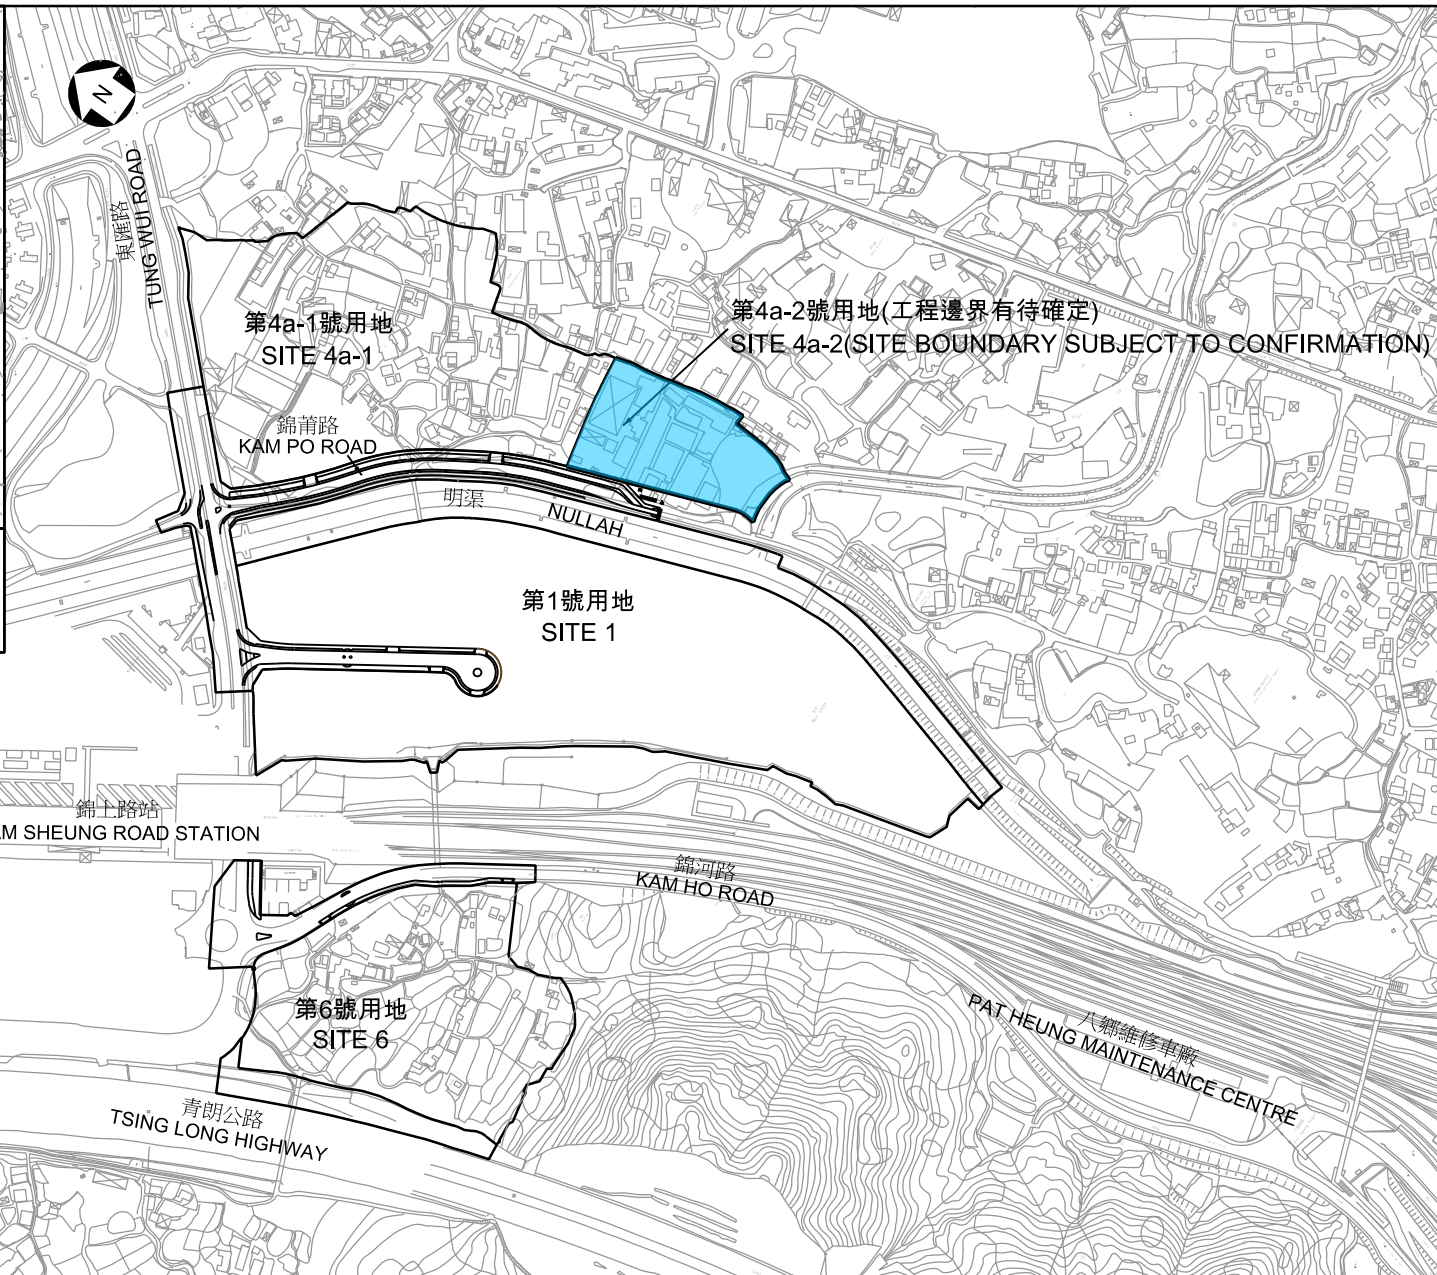 N
東匯路
TUNG WUI ROAD
第4a-1號用地
SITE 4a-1
第4a-2號用地(工程邊界有待確定)
SITE 4a-2(SITE BOUNDARY SUBJECT TO CONFIRMATION)
錦莆路
KAM PO ROAD
明渠
NULLAH
第1號用地
SITE 1
錦上路站
AM SHEUNG ROAD STATION
錦河路
KAM HO ROAD
第6號用地
SITE 6
八鄉維修車廠
PAT HEUNG MAINTENANCE CENTRE
青朗公路
TSING LONG HIGHWAY